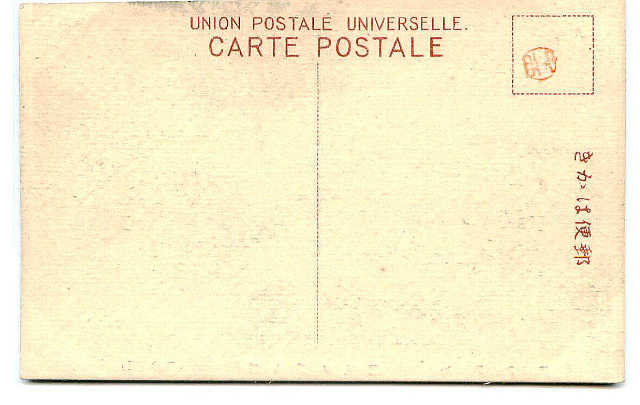 UNION POSTALE UNIVERSELLE.
CARTE POSTALE
郵便はかき